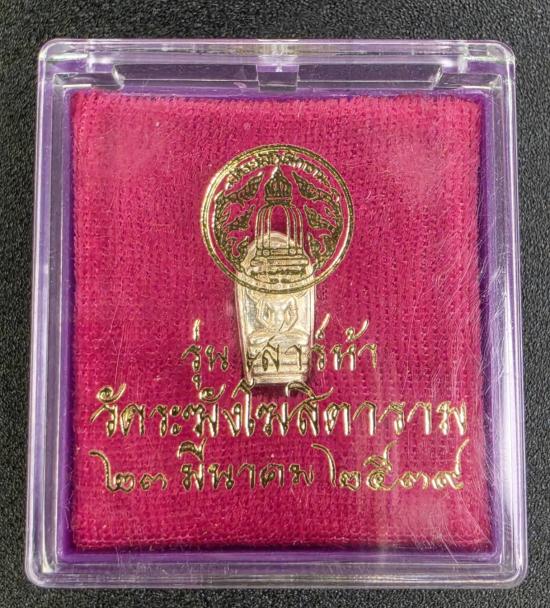 รุ่น เสาร์ห้า
วัดระฆังโฆสิตาราม
๒๓ มีนาคม ๒๕๓๙